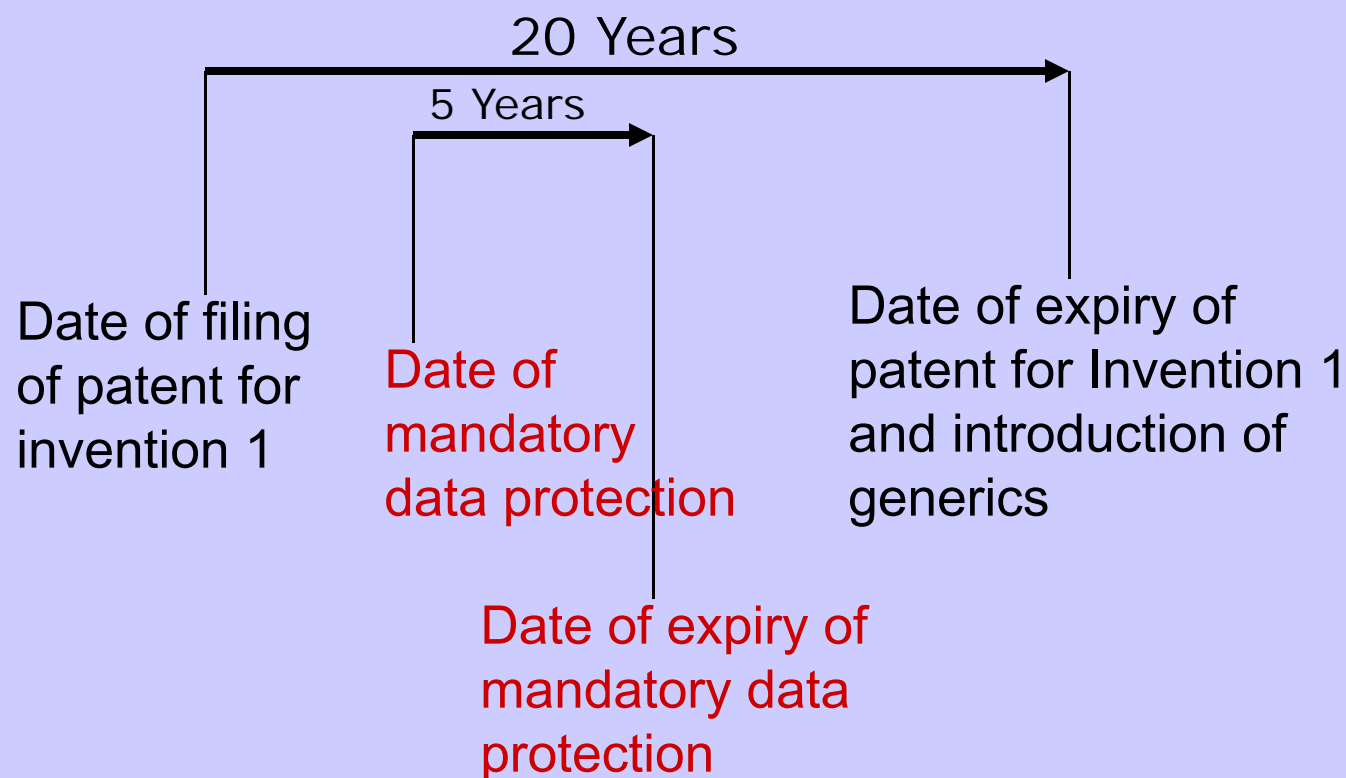 20 Years
5 Years
Date of filing
of patent for
invention 1
Date of
mandatory
data protection
Date of expiry of
mandatory data
protection
Date of expiry of
patent for Invention 1
and introduction of
generics